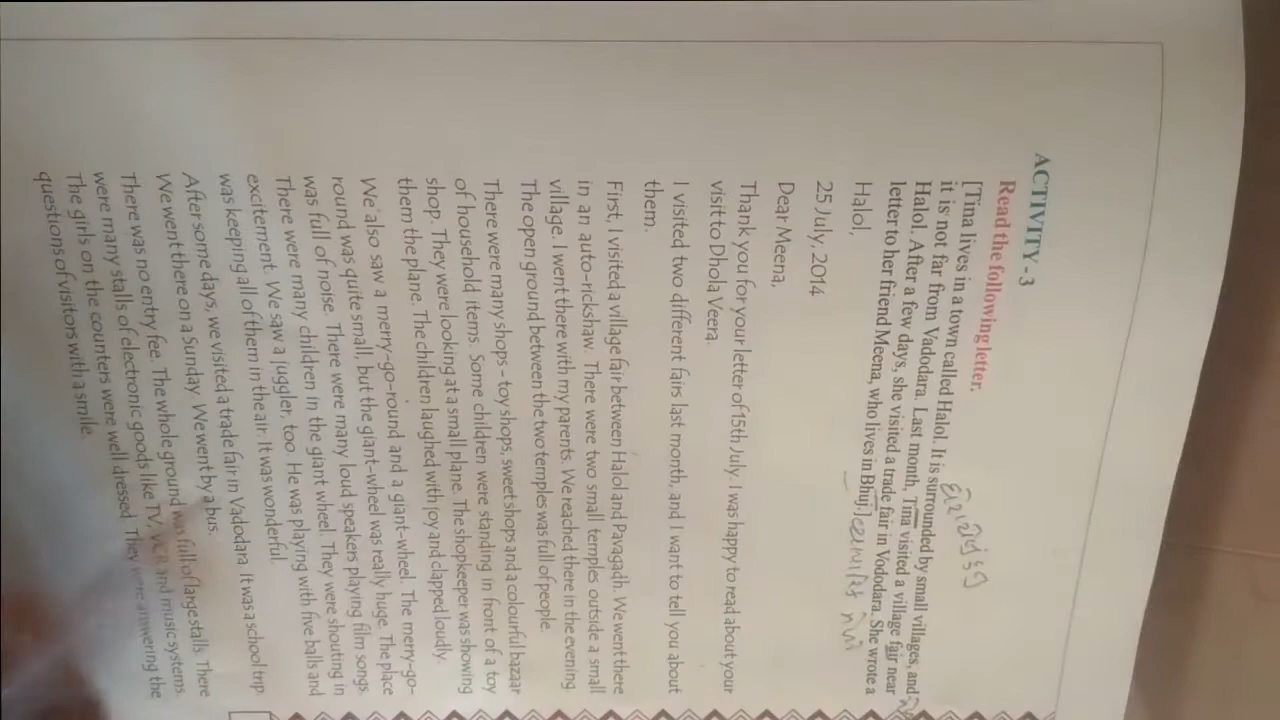 ACTIVITY - 3
Read the following letter.
[Tina lives in a town called Halol. It is surrounded by small villages, and
it is not far from Vadodara. Last month, Tina visited a village fair near
Halol. After a few days, she visited a trade fair in Vododara. She wrote a
letter to her friend Meena, who lives in Bhuj.]
Halol,
25 July, 2014
Dear Meena,
Thank you for your letter of 15th July. I was happy to read about your
visit to Dhola Veera.
I visited two different fairs last month, and I want to tell you about
them.
First, I visited a village fair between Halol and Pavagadh. We went there
in an auto-rickshaw. There were two small temples outside a small
village. I went there with my parents. We reached there in the evening.
The open ground between the two temples was full of people.
There were many shops - toy shops, sweet shops and a colourful bazaar
of household items. Some children were standing in front of a toy
shop. They were looking at a small plane. The shopkeeper was showing
them the plane. The children laughed with joy and clapped loudly.
We also saw a merry-go-round and a giant-wheel. The merry-go-
round was quite small, but the giant-wheel was really huge. The place
was full of noise. There were many loud speakers playing film songs.
There were many children in the giant wheel. They were shouting in
excitement. We saw a juggler, too. He was playing with five balls and
was keeping all of them in the air. It was wonderful.
After some days, we visited a trade fair in Vadodara. It was a school trip.
We went there on a Sunday. We went by a bus.
There was no entry fee. The whole ground was full of large stalls. There
were many stalls of electronic goods like TV, VCR and music systems.
The girls on the counters were well dressed. They were answering the
questions of visitors with a smile.